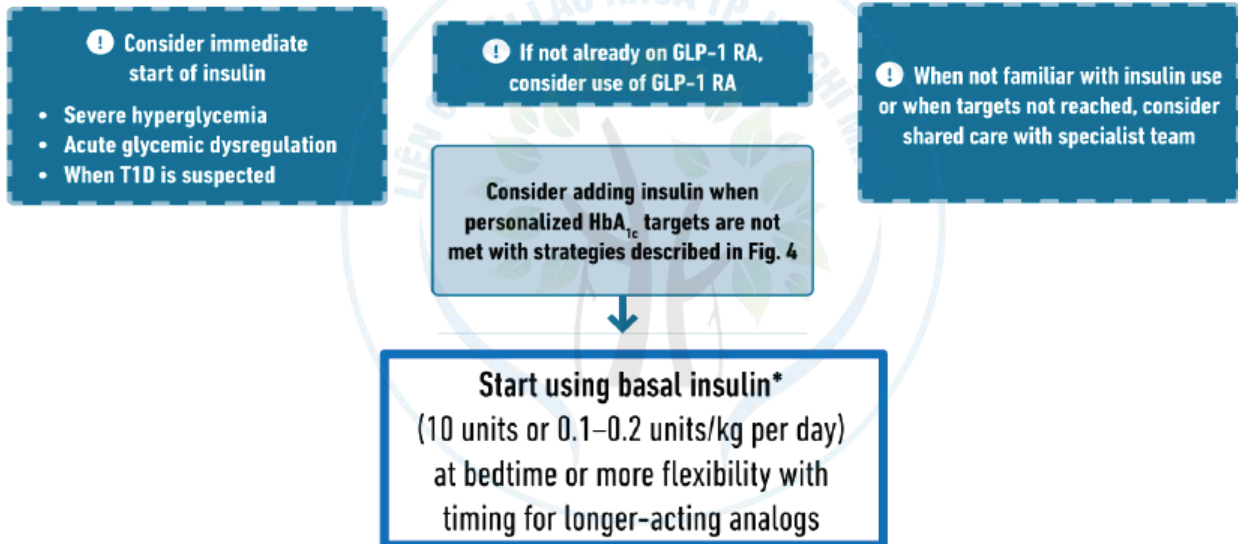 ! Consider immediate
start of insulin
• Severe hyperglycemia
• Acute glycemic dysregulation
• When T1D is suspected
! If not already on GLP-1 RA,
consider use of GLP-1 RA
! When not familiar with insulin use
or when targets not reached, consider
shared care with specialist team
Consider adding insulin when
personalized HbA1c targets are not
met with strategies described in Fig. 4
Start using basal insulin*
(10 units or 0.1–0.2 units/kg per day)
at bedtime or more flexibility with
timing for longer-acting analogs